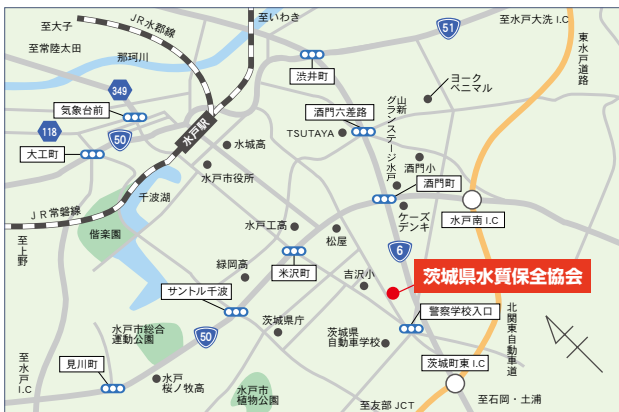 至大子
JR水郡線
至いわき
至水戸大洗 I.C
51
至常陸太田
那珂川
東水戸道路
渋井町
ヨーク
ベニマル
349
気象台前
酒門六差路
山新
グランステージ水戸
118
50
水戸駅
水城高
TSUTAYA
大工町
酒門小
水戸市役所
千波湖
酒門町
JR常磐線
水戸工高
ケーズ
デンキ
水戸南 I.C
偕楽園
松屋
至上野
6
米沢町
緑岡高
吉沢小
茨城県水質保全協会
サントル千波
警察学校入口
北関東自動車道
茨城県庁
水戸市総合
運動公園
50
茨城県
自動車学校
至水戸I.C
見川町
茨城町東 I.C
水戸
桜ノ牧高
水戸市
植物公園
至石岡・土浦
至友部 JCT